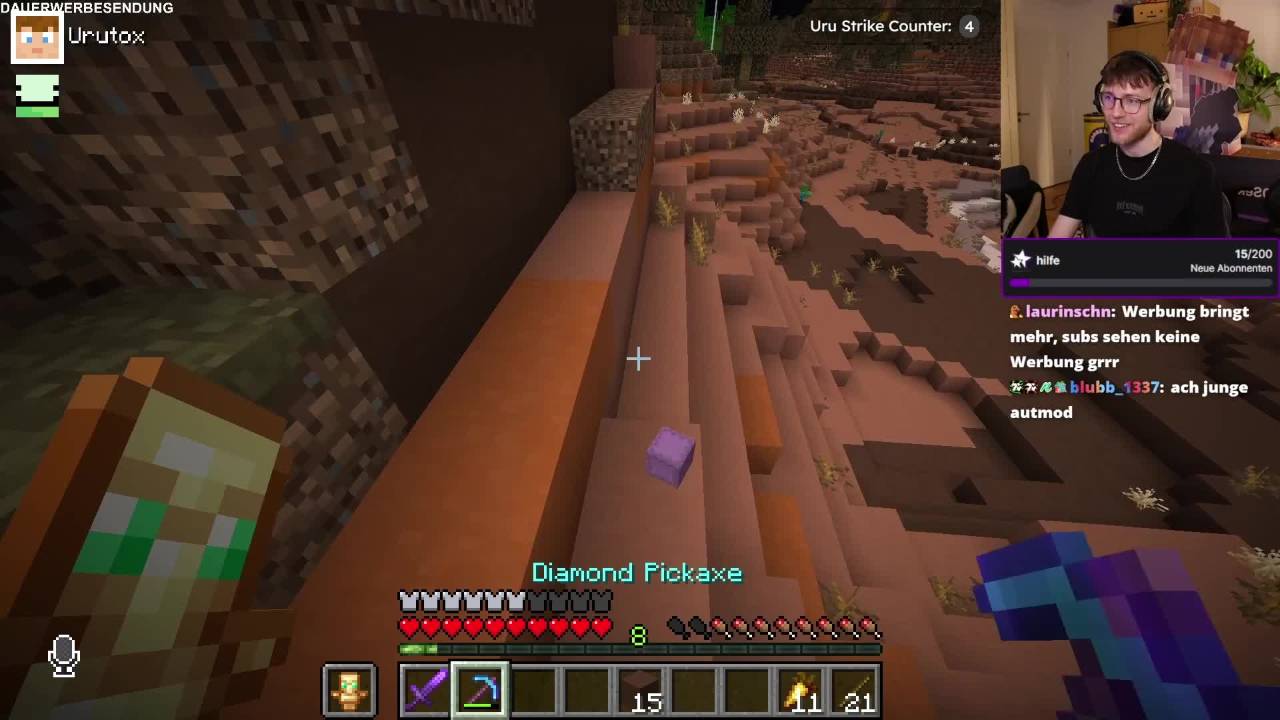 DAUERWERBESENDUNG
Urutox
Uru Strike Counter: 4
hilfe
15/200
Neue Abonnenten
laurinschn: Werbung bringt
mehr, subs sehen keine
Werbung grrr
blubb_1337: ach junge
autmod
Diamond Pickaxe
8
15
11
21